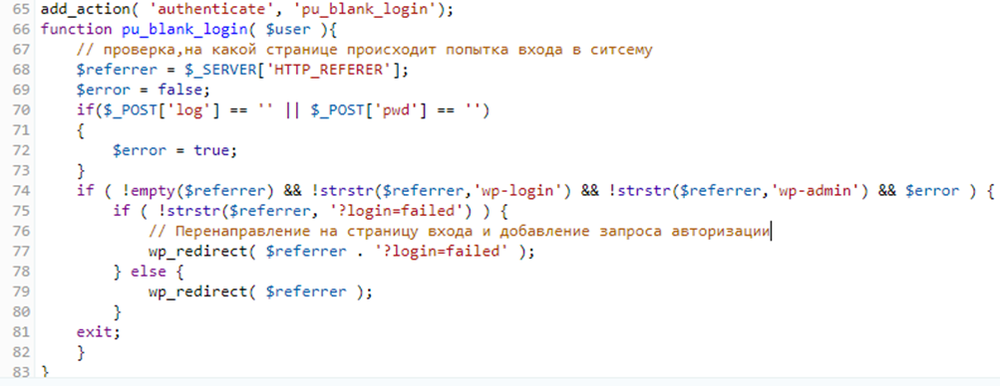 65 add_action( 'authenticate', 'pu_blank_login');
66 function pu_blank_login( $user ){
67 // проверка,на какой странице происходит попытка входа в ситсему
68 $referrer = $_SERVER['HTTP_REFERER'];
69 $error = false;
70 if($_POST['log'] == '' || $_POST['pwd'] == '')
71 {
72 $error = true;
73 }
74 if ( !empty($referrer) && !strstr($referrer,'wp-login') && !strstr($referrer,'wp-admin') && $error ) {
75 if ( !strstr($referrer, '?login=failed') ) {
76 // Перенаправление на страницу входа и добавление запроса авторизации
77 wp_redirect( $referrer . '?login=failed' );
78 } else {
79 wp_redirect( $referrer );
80 }
81 exit;
82 }
83 }